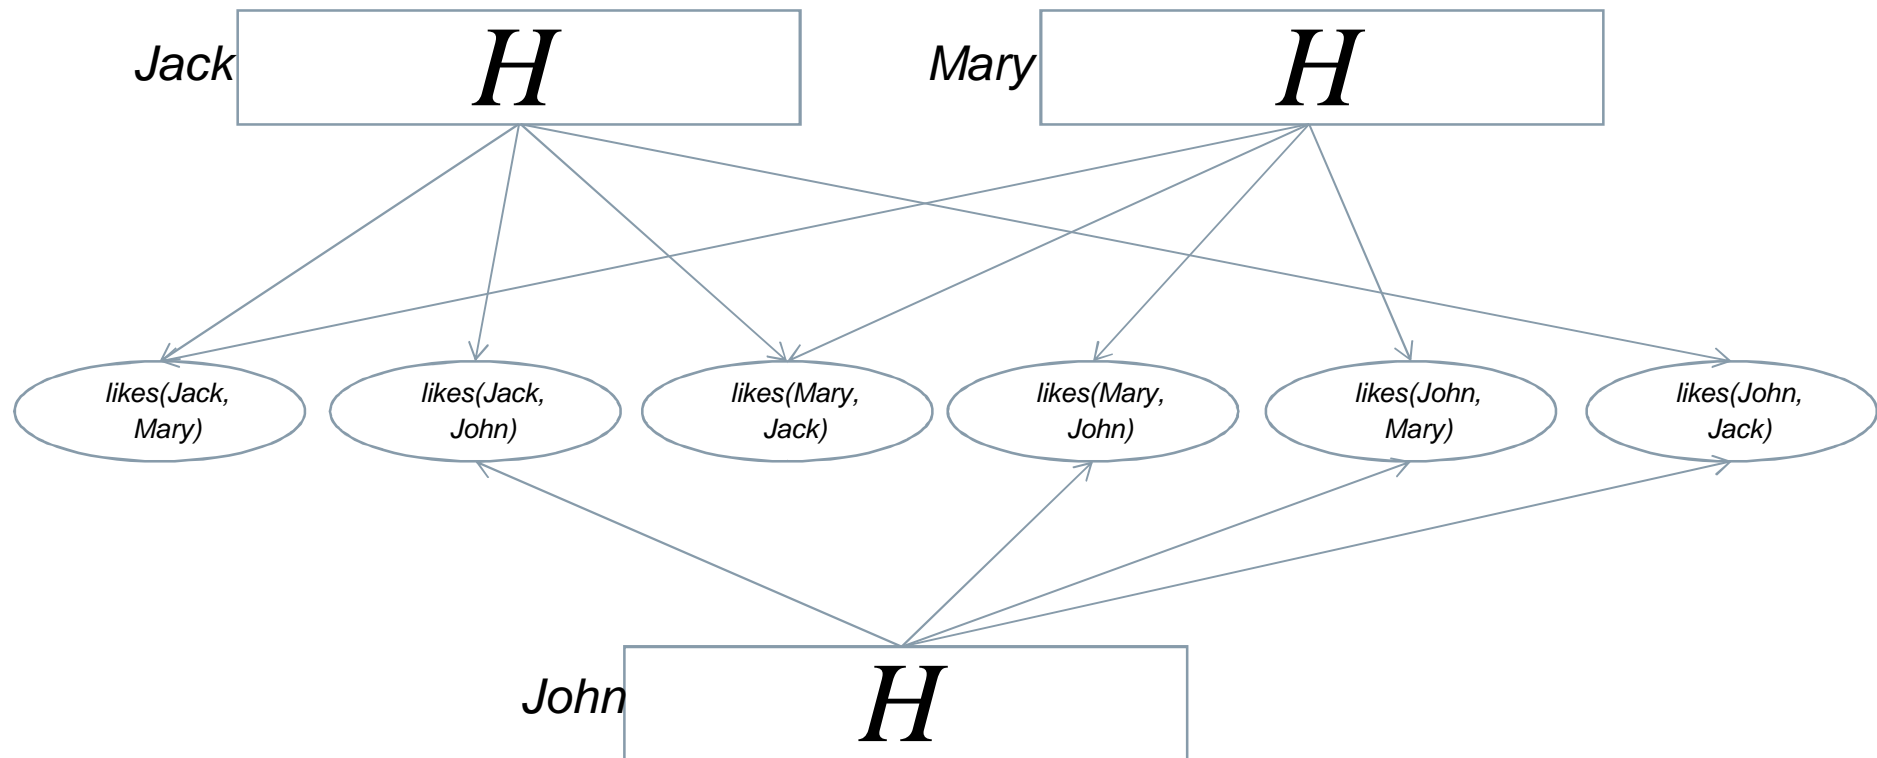 Jack
H
Mary
H
likes(Jack,
Mary)
likes(Jack,
John)
likes(Mary,
Jack)
likes(Mary,
John)
likes(John,
Mary)
likes(John,
Jack)
John
H